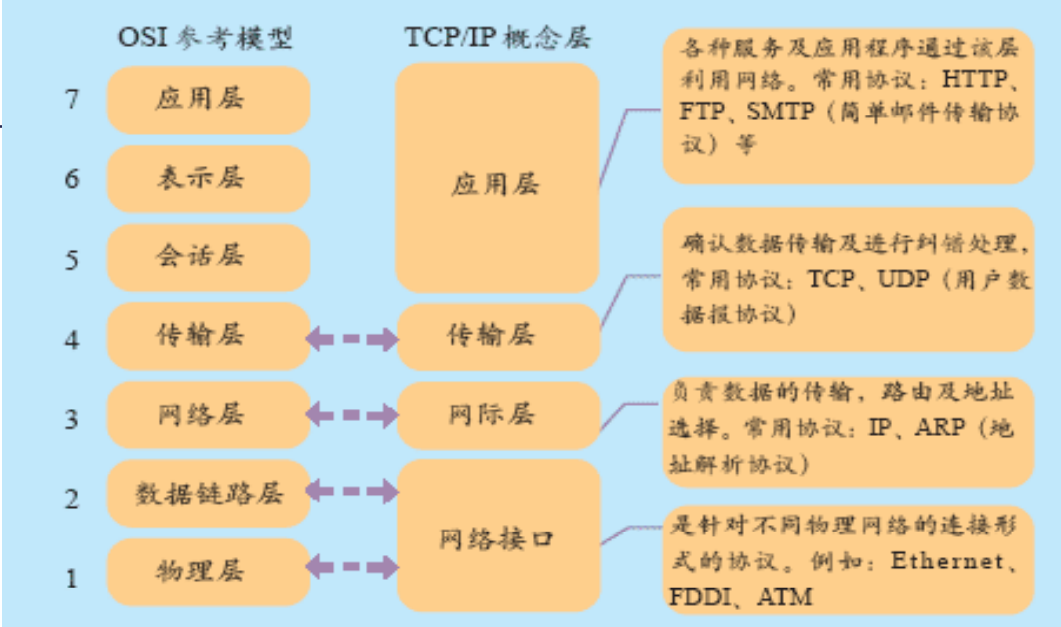 OSI 参考模型
TCP/IP 概念层
7
应用层
6
表示层
5
会话层
4
传输层
3
网络层
2
数据链路层
1
物理层
应用层
传输层
网际层
网络接口
各种服务及应用程序通过该层
利用网络。常用协议：HTTP、
FTP、SMTP（简单邮件传输协
议）等
确认数据传输及进行纠错处理，
常用协议：TCP、UDP（用户数
据报协议）
负责数据的传输，路由及地址
选择。常用协议：IP、ARP（地
址解析协议）
是针对不同物理网络的连接形
式的协议。例如：Ethernet、
FDDI、ATM